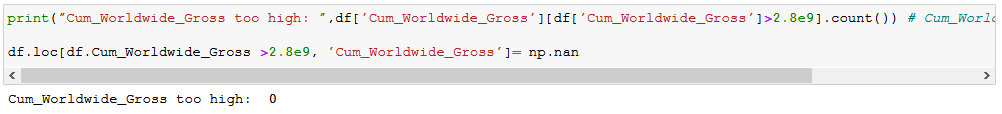 print("Cum_Worldwide_Gross too high: ",df['Cum_Worldwide_Gross'][df['Cum_Worldwide_Gross']>2.8e9].count()) # Cum_Worl
df.loc[df.Cum_Worldwide_Gross >2.8e9, 'Cum_Worldwide_Gross']= np.nan
Cum_Worldwide_Gross too high:  0